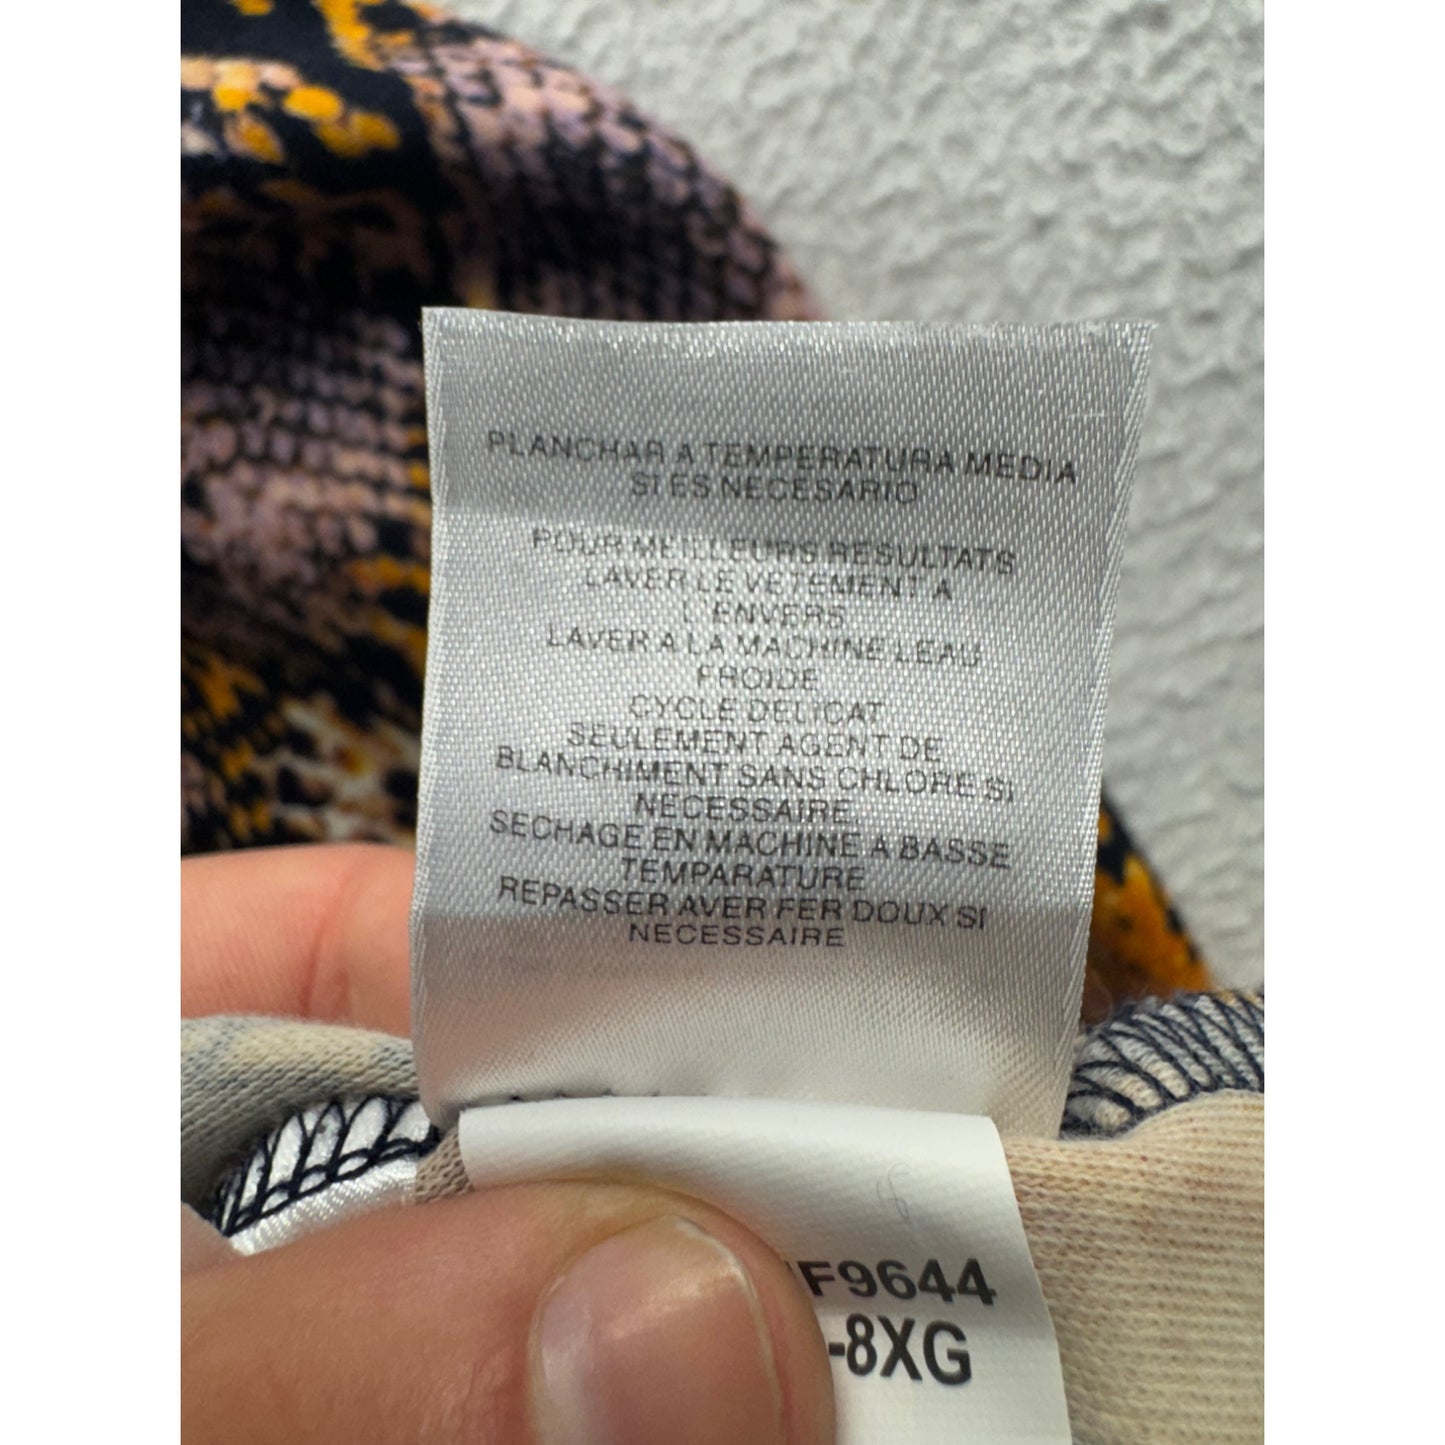 PLANCHAR A TEMPERATURA MEDIA
SI ES NECESARIO
POUR MEILLEURS RESULTATS
LAVER LE VETEMENT A
L'ENVERS
LAVER A LA MACHINE L'EAU
FROIDE
CYCLE DELICAT
SEULEMENT AGENT DE
BLANCHIMENT SANS CHLORE SI
NECESSAIRE.
SECHAGE EN MACHINE A BASSE
TEMPARATURE
REPASSER AVER FER DOUX SI
NECESSAIRE
F9644
-8XG